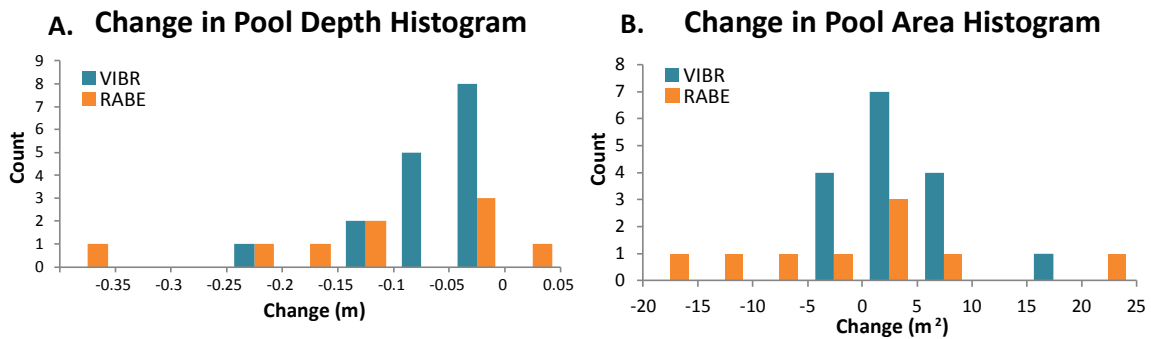 A. Change in Pool Depth Histogram
9
8
7
6
5
4
3
2
1
0
Count
VIBR
RABE
-0.35 -0.3 -0.25 -0.2 -0.15 -0.1 -0.05 0 0.05
Change (m)
B. Change in Pool Area Histogram
8
7
6
5
4
3
2
1
0
Count
VIBR
RABE
-20 -15 -10 -5 0 5 10 15 20 25
Change (m²)